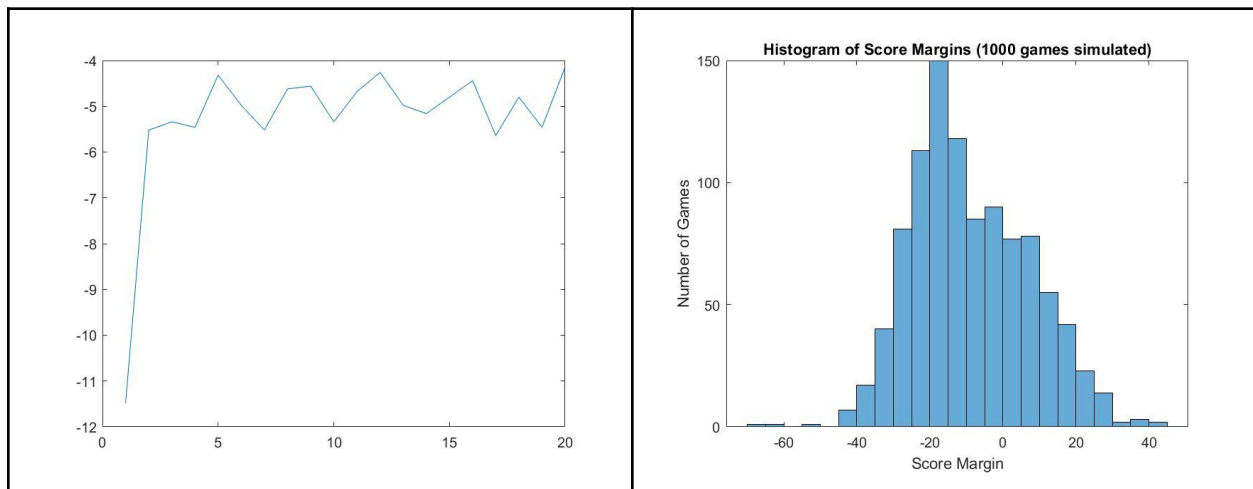 -4
-5
-6
-7
-8
-9
-10
-11
-12
0 5 10 15 20
Histogram of Score Margins (1000 games simulated)
150
100
50
0
Number of Games
-60 -40 -20 0 20 40
Score Margin